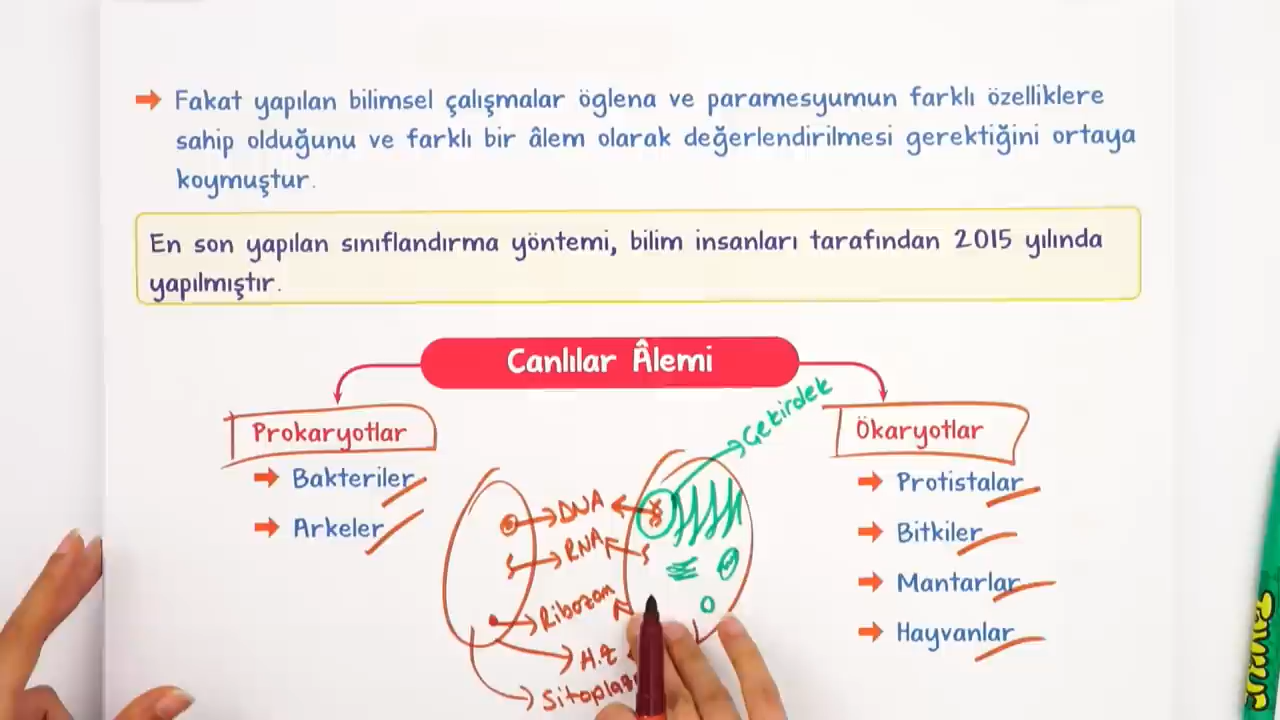 Fakat yapılan bilimsel çalışmalar öglena ve paramesyumun farklı özelliklere
sahip olduğunu ve farklı bir âlem olarak değerlendirilmesi gerektiğini ortaya
koymuştur.
En son yapılan sınıflandırma yöntemi, bilim insanları tarafından 2015 yılında
yapılmıştır.
Canlılar Âlemi
Prokaryotlar
Bakteriler
Arkeler
Çekirdek
DNA
RNA
Ribozom
H.Z
Ökaryotlar
Protistalar
Bitkiler
Mantarlar
Hayvanlar